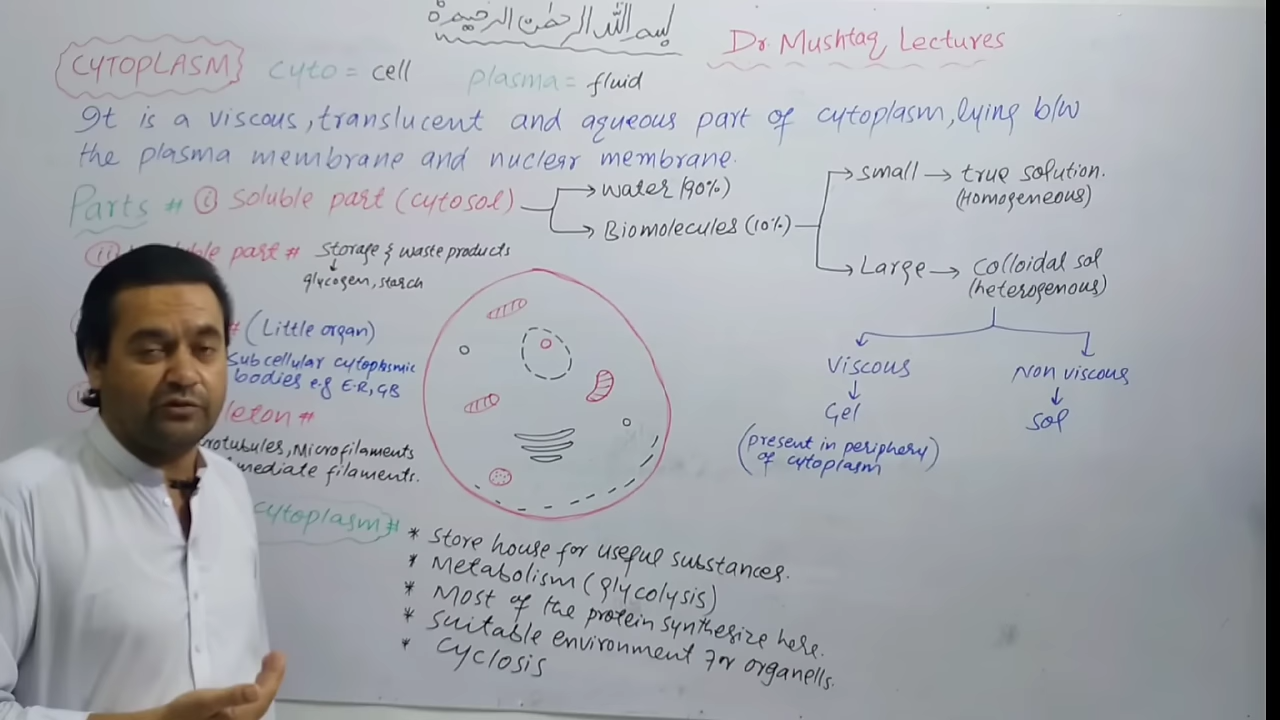 بسم اللہ الرحمٰن الرحیم
Dr. Mushtaq Lectures
CYTOPLASM cyto = cell plasma = fluid
It is a viscous, translucent and aqueous part of cytoplasm, lying b/w
the plasma membrane and nuclear membrane.
Parts # (i) Soluble part (cytosol)
→ water (90%)
→ Biomolecules (10%)
→ small → true solution.
(Homogeneous)
→ Large → colloidal sol
(heterogenous)
Viscous
Gel
(present in periphery
of cytoplasm)
Non viscous
Sol
part # Storage & waste products
glycogen, starch
# (Little organ)
Subcellular cytoplasmic
bodies e.g E.R, GB
leton #
rotubules, Microfilaments
mediate filaments.
cytoplasm #
* Store house for useful substances.
* Metabolism (glycolysis)
* Most of the protein synthesize here.
* Suitable environment for organells.
* Cyclosis